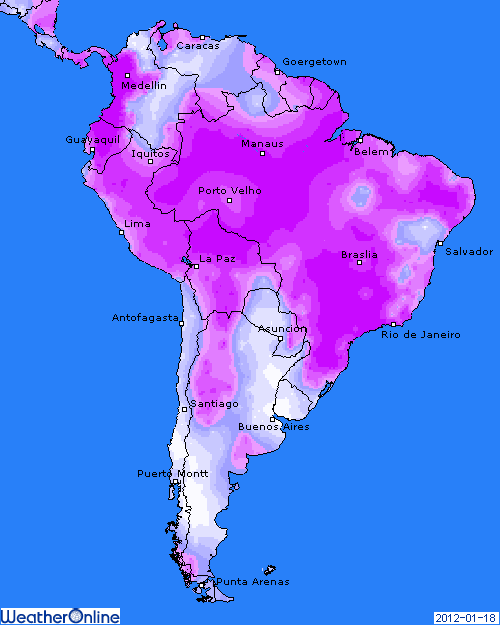 Caracas
Goergetown
Medellin
Guayaquil
Iquitos
Manaus
Belem
Porto Velho
Lima
Salvador
La Paz
Braslia
Antofagasta
Asuncion
Rio de Janeiro
Santiago
Buenos Aires
Puerto Montt
Punta Arenas
WeatherOnline
2012-01-18